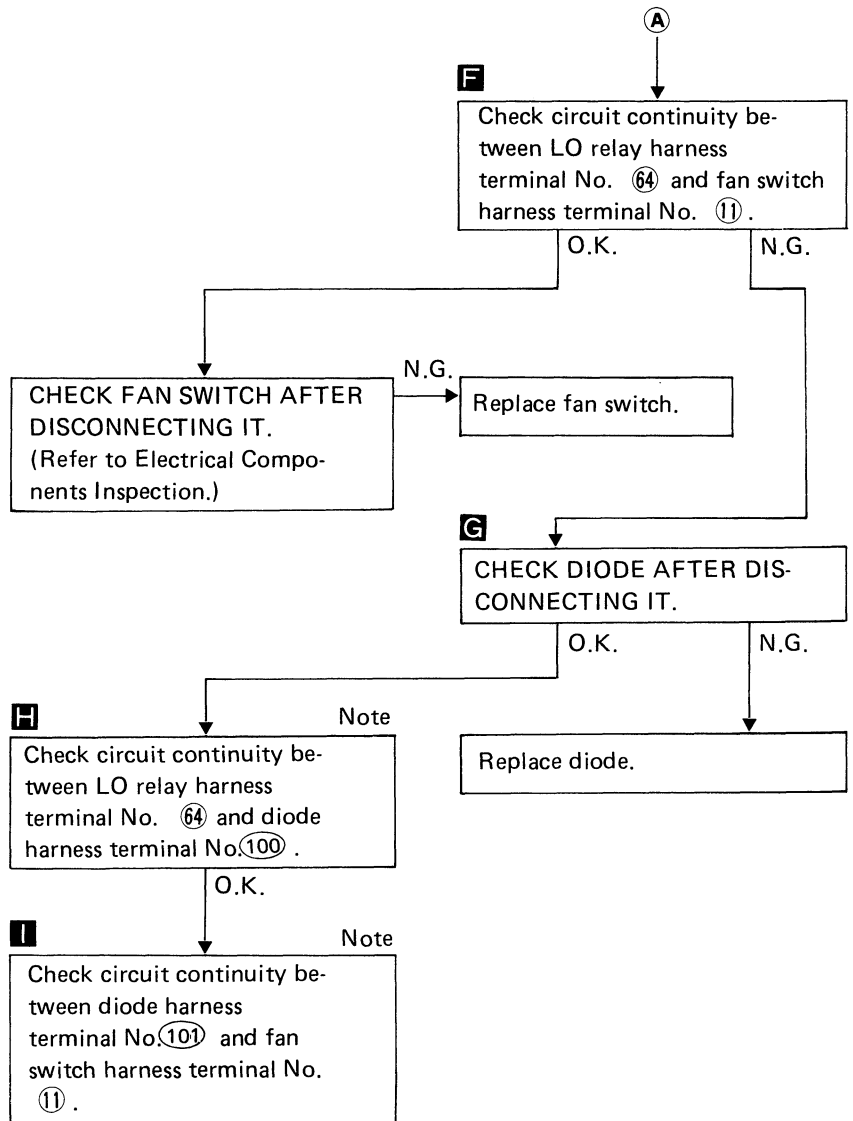 Ⓐ
F
Check circuit continuity be-
tween LO relay harness
terminal No. ㉔ and fan switch
harness terminal No. ⑪ .
O.K. N.G.
CHECK FAN SWITCH AFTER
DISCONNECTING IT.
(Refer to Electrical Compo-
nents Inspection.)
N.G.
Replace fan switch.
G
CHECK DIODE AFTER DIS-
CONNECTING IT.
O.K. N.G.
Replace diode.
H Note
Check circuit continuity be-
tween LO relay harness
terminal No. 64 and diode
harness terminal No. 100 .
O.K.
I Note
Check circuit continuity be-
tween diode harness
terminal No. 101 and fan
switch harness terminal No.
⑪ .